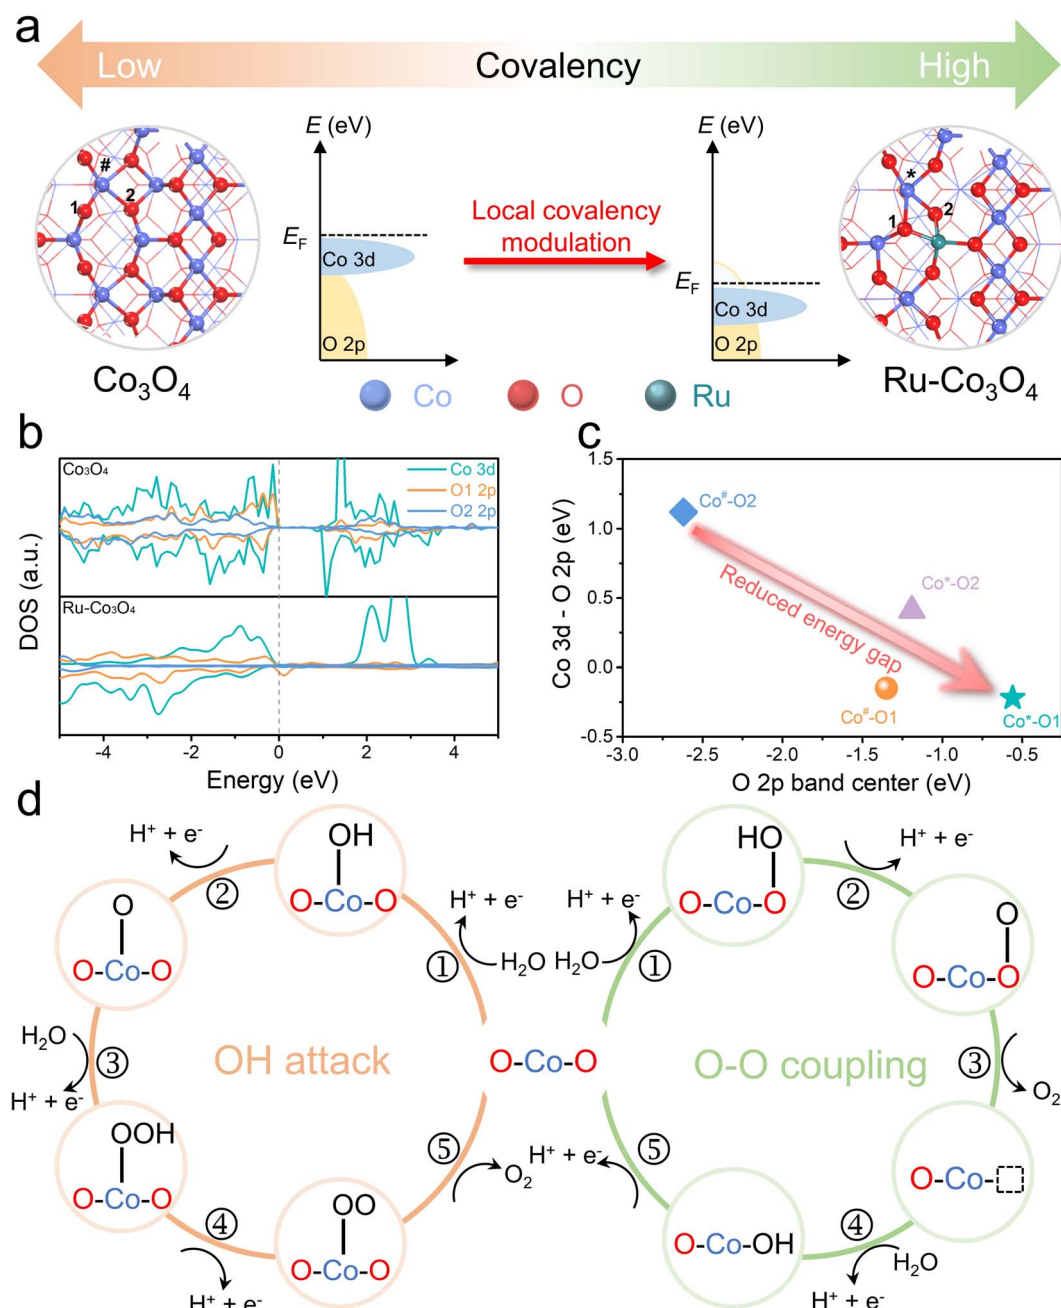 a
Low
Covalency
High
E (eV)
E (eV)
#
1
2
*
1
2
E_F
Co 3d
O 2p
Local covalency
modulation
E_F
Co 3d
O 2p
Co₃O₄
Ru-Co₃O₄
Co
O
Ru
b
Co₃O₄
Co 3d
O1 2p
O2 2p
Ru-Co₃O₄
DOS (a.u.)
-4
-2
0
2
4
Energy (eV)
c
1.5
1.0
0.5
0.0
-0.5
Co 3d - O 2p (eV)
Co#-O2
Co*-O2
Reduced energy gap
Co#-O1
Co*-O1
-3.0
-2.5
-2.0
-1.5
-1.0
-0.5
O 2p band center (eV)
d
H⁺ + e⁻
②
OH
O-Co-O
H⁺ + e⁻
H₂O
①
O
O-Co-O
H₂O
③
H⁺ + e⁻
OH attack
OOH
O-Co-O
④
H⁺ + e⁻
OO
O-Co-O
⑤
O₂
O-Co-O
H⁺ + e⁻
H₂O
①
HO
O-Co-O
②
H⁺ + e⁻
O
O-Co-O
O-O coupling
③
O₂
O-Co-
④
H₂O
H⁺ + e⁻
O-Co-OH
⑤
H⁺ + e⁻